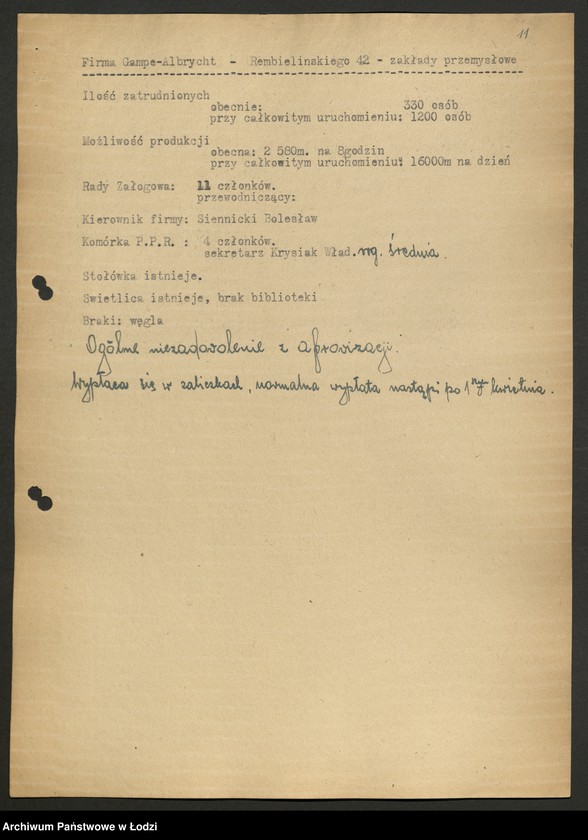 11
Firma Gampe-Albrycht - Rembielinskiego 42 - zakłady przemysłowe
Ilość zatrudnionych
obecnie: 330 osób
przy całkowitym uruchomieniu: 1200 osób
Możliwość produkcji
obecna: 2 580m. na 8godzin
przy całkowitym uruchomieniu: 16000m na dzień
Rady Załogowa: 11 członków.
przewodniczący:
Kierownik firmy: Siennicki Bolesław
Komórka P.P.R. : 4 członków.
sekretarz Krysiak Wład. org. średnia.
Stołówka istnieje.
Swietlica istnieje, brak biblioteki
Braki: węgla
Ogólne niezadowolenie z aprowizacji.
Wypłaca się w zaliczkach, normalna wypłata nastąpi po 1ym kwietnia.
Archiwum Państwowe w Łodzi